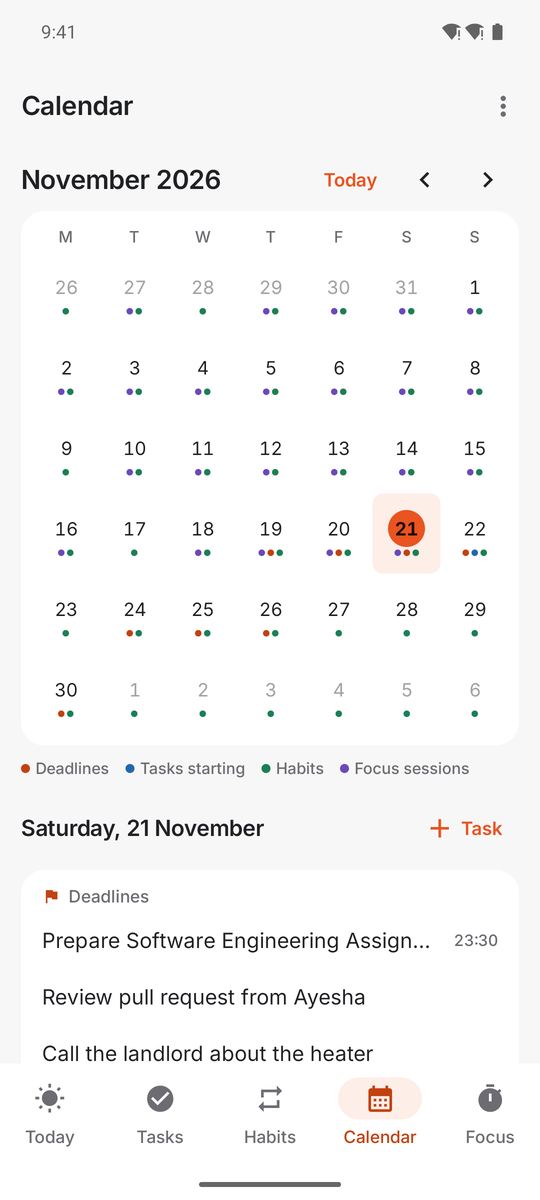 9:41
Calendar
November 2026 Today
M T W T F S S
26 27 28 29 30 31 1
2 3 4 5 6 7 8
9 10 11 12 13 14 15
16 17 18 19 20 21 22
23 24 25 26 27 28 29
30 1 2 3 4 5 6
Deadlines Tasks starting Habits Focus sessions
Saturday, 21 November + Task
Deadlines
Prepare Software Engineering Assign... 23:30
Review pull request from Ayesha
Call the landlord about the heater
Today Tasks Habits Calendar Focus